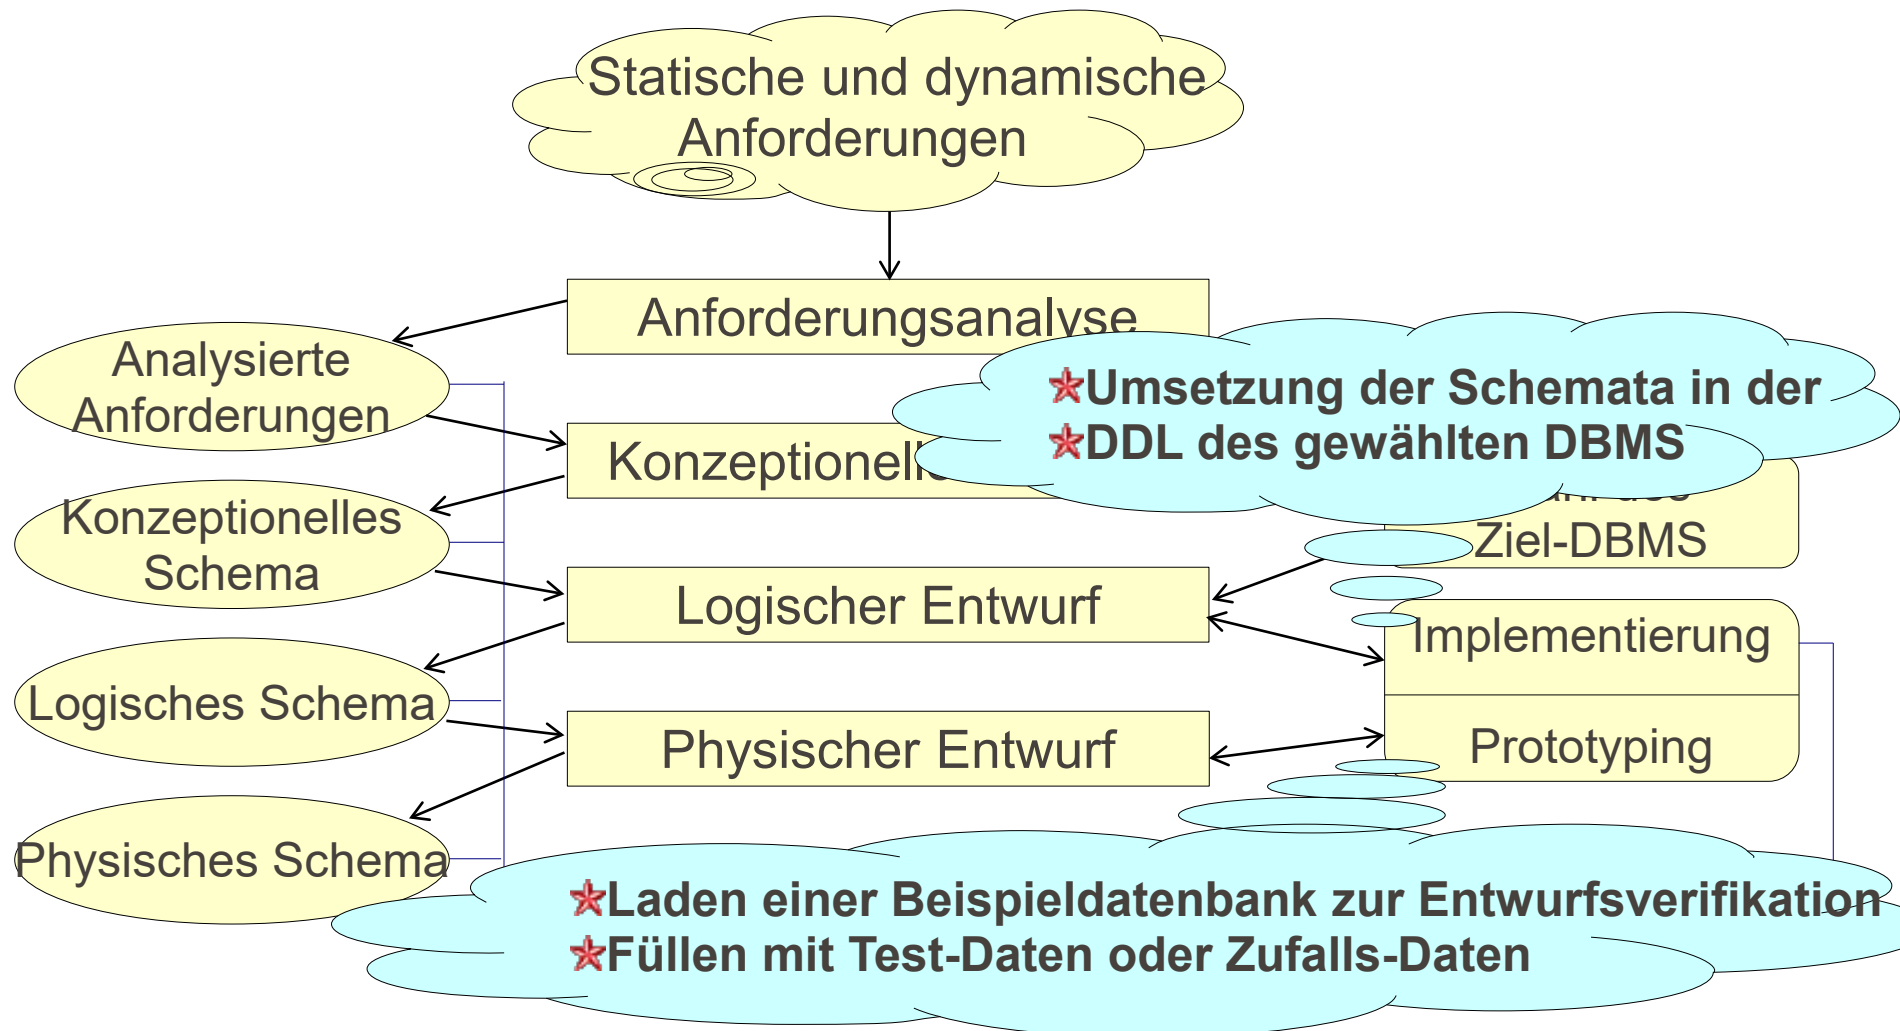 Statische und dynamische
Anforderungen
Anforderungsanalyse
Analysierte
Anforderungen
Umsetzung der Schemata in der
DDL des gewählten DBMS
Konzeptionelles
Schema
Ziel-DBMS
Logischer Entwurf
Implementierung
Logisches Schema
Physischer Entwurf
Prototyping
Physisches Schema
Laden einer Beispieldatenbank zur Entwurfsverifikation
Füllen mit Test-Daten oder Zufalls-Daten